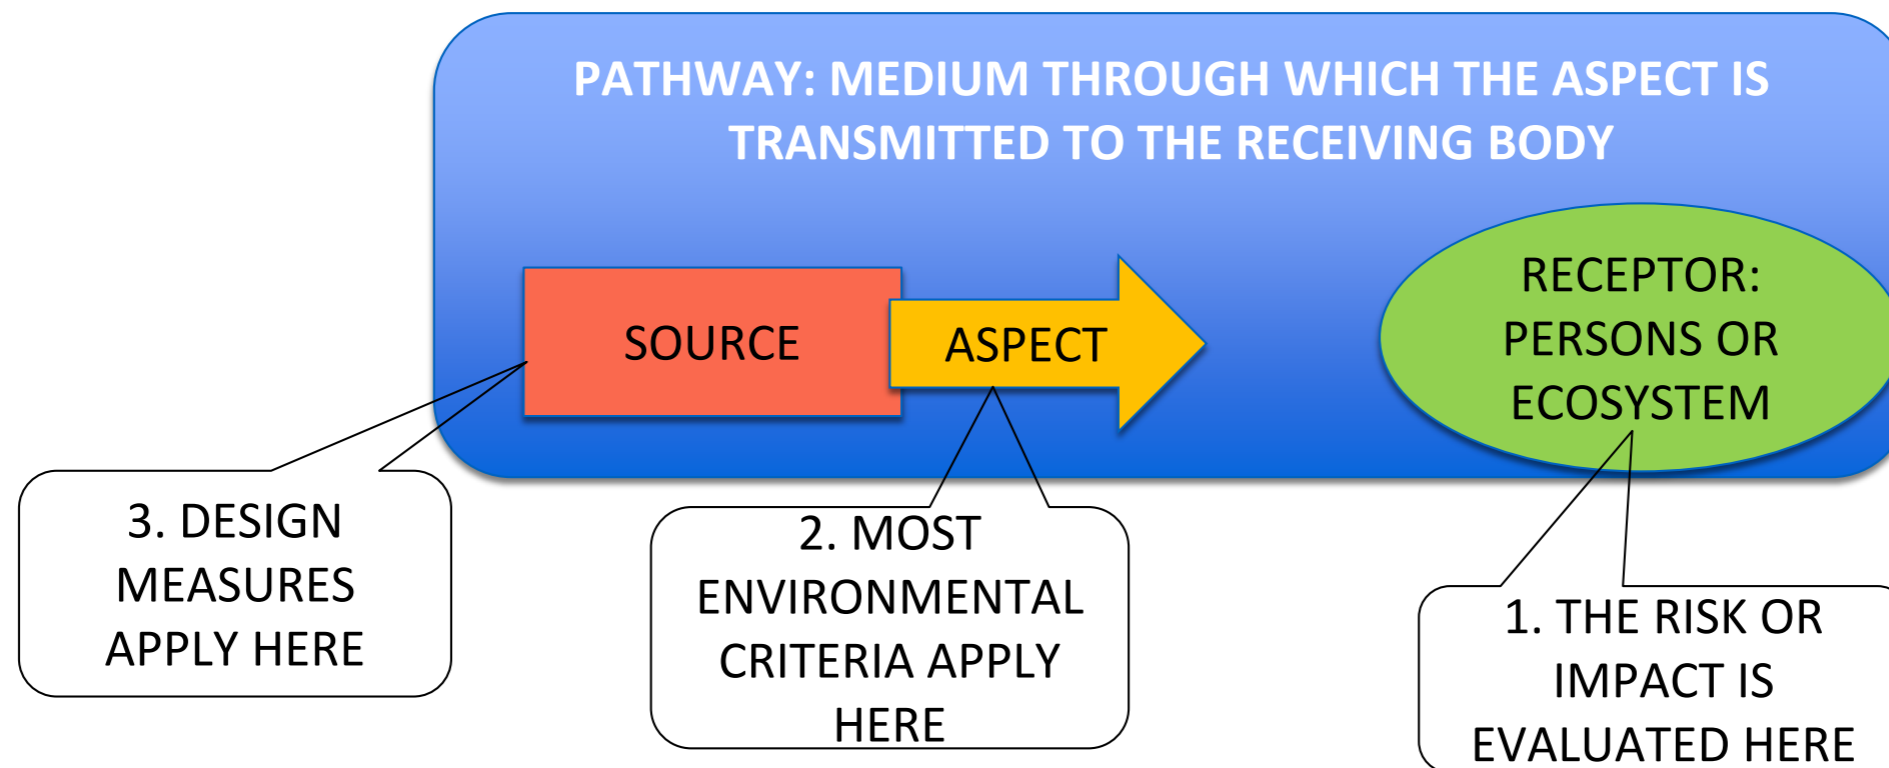 PATHWAY: MEDIUM THROUGH WHICH THE ASPECT IS
TRANSMITTED TO THE RECEIVING BODY
SOURCE
ASPECT
RECEPTOR:
PERSONS OR
ECOSYSTEM
3. DESIGN
MEASURES
APPLY HERE
2. MOST
ENVIRONMENTAL
CRITERIA APPLY
HERE
1. THE RISK OR
IMPACT IS
EVALUATED HERE